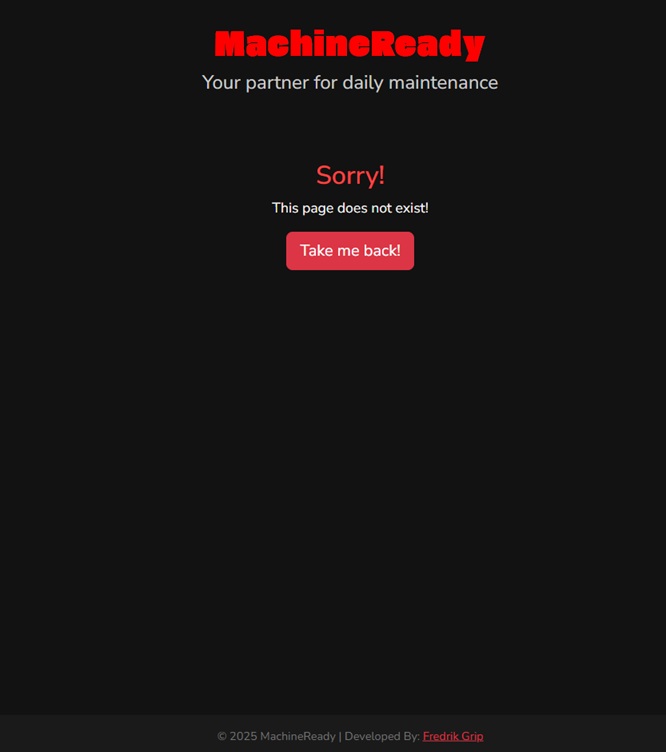 MachineReady
Your partner for daily maintenance
Sorry!
This page does not exist!
Take me back!
© 2025 MachineReady | Developed By: Fredrik Grip